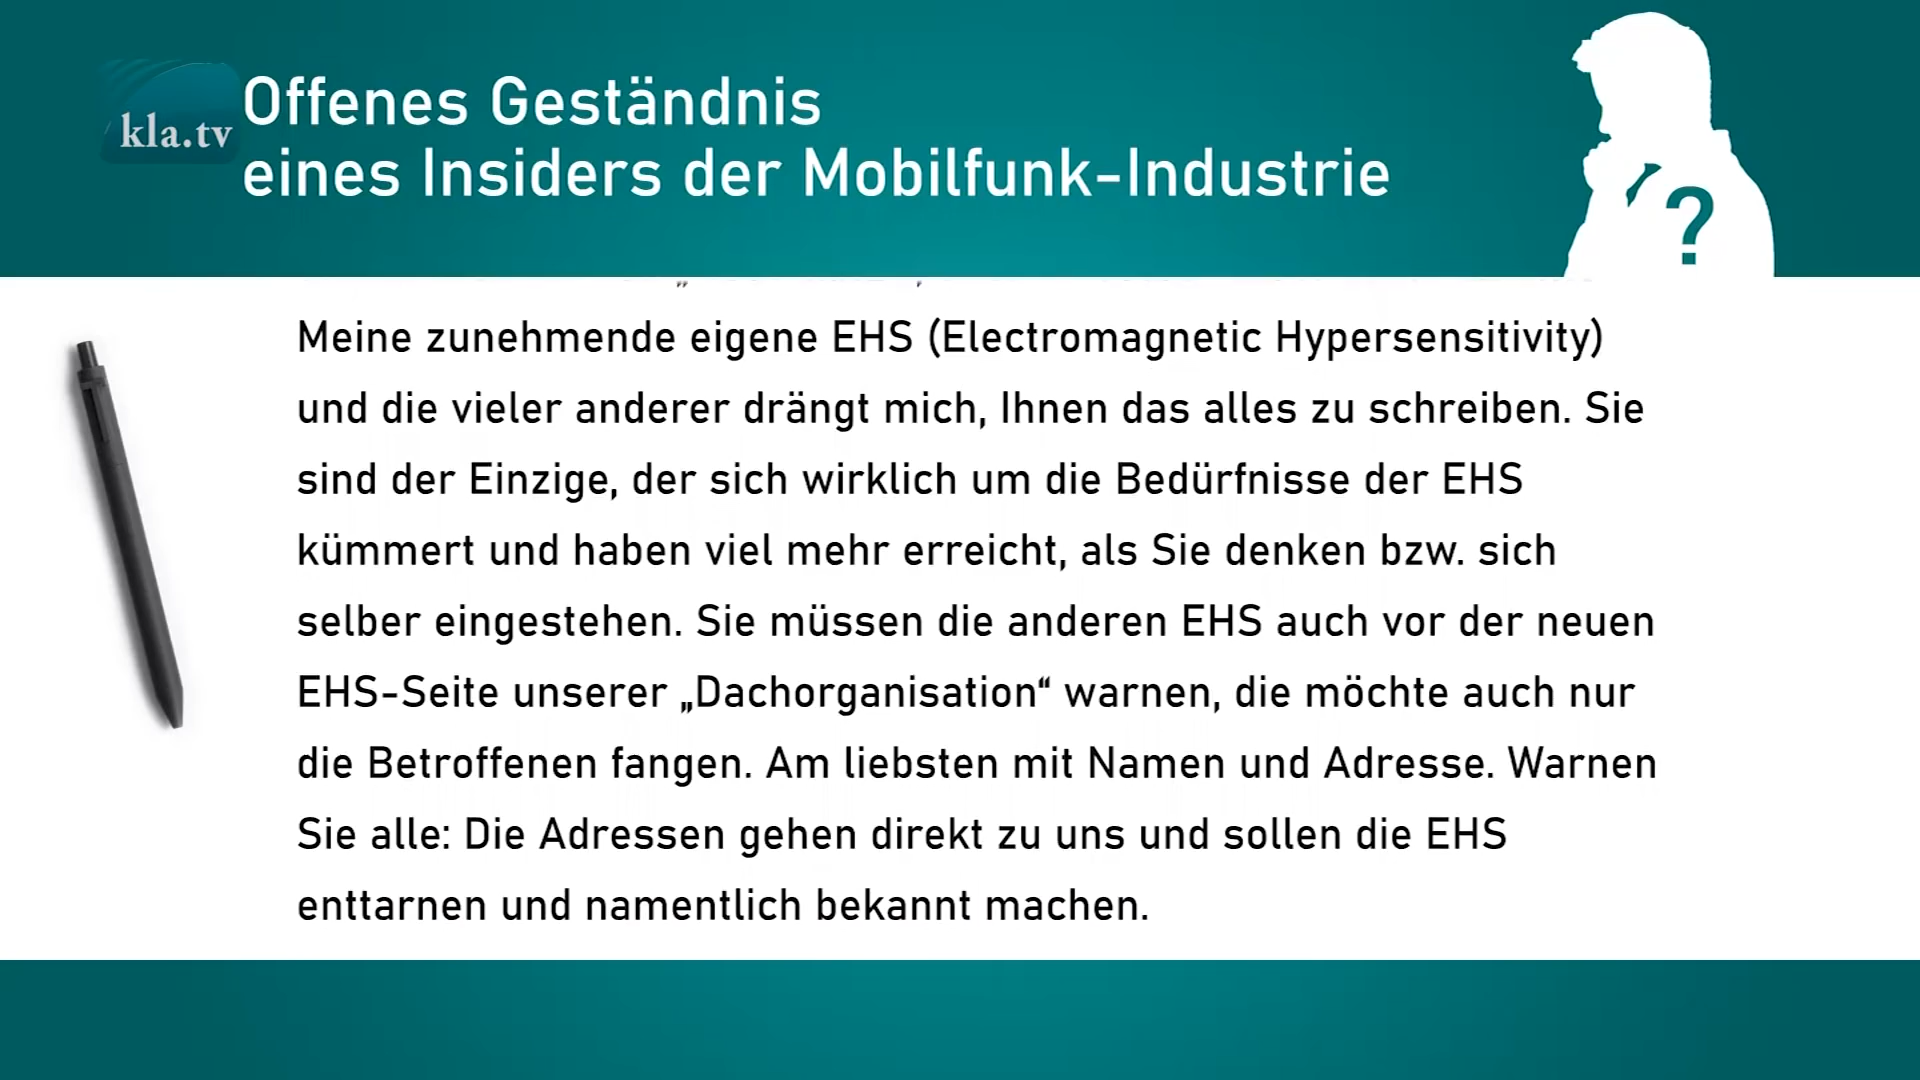 kla.tv
Offenes Geständnis
eines Insiders der Mobilfunk-Industrie
?
Meine zunehmende eigene EHS (Electromagnetic Hypersensitivity)
und die vieler anderer drängt mich, Ihnen das alles zu schreiben. Sie
sind der Einzige, der sich wirklich um die Bedürfnisse der EHS
kümmert und haben viel mehr erreicht, als Sie denken bzw. sich
selber eingestehen. Sie müssen die anderen EHS auch vor der neuen
EHS-Seite unserer „Dachorganisation“ warnen, die möchte auch nur
die Betroffenen fangen. Am liebsten mit Namen und Adresse. Warnen
Sie alle: Die Adressen gehen direkt zu uns und sollen die EHS
enttarnen und namentlich bekannt machen.